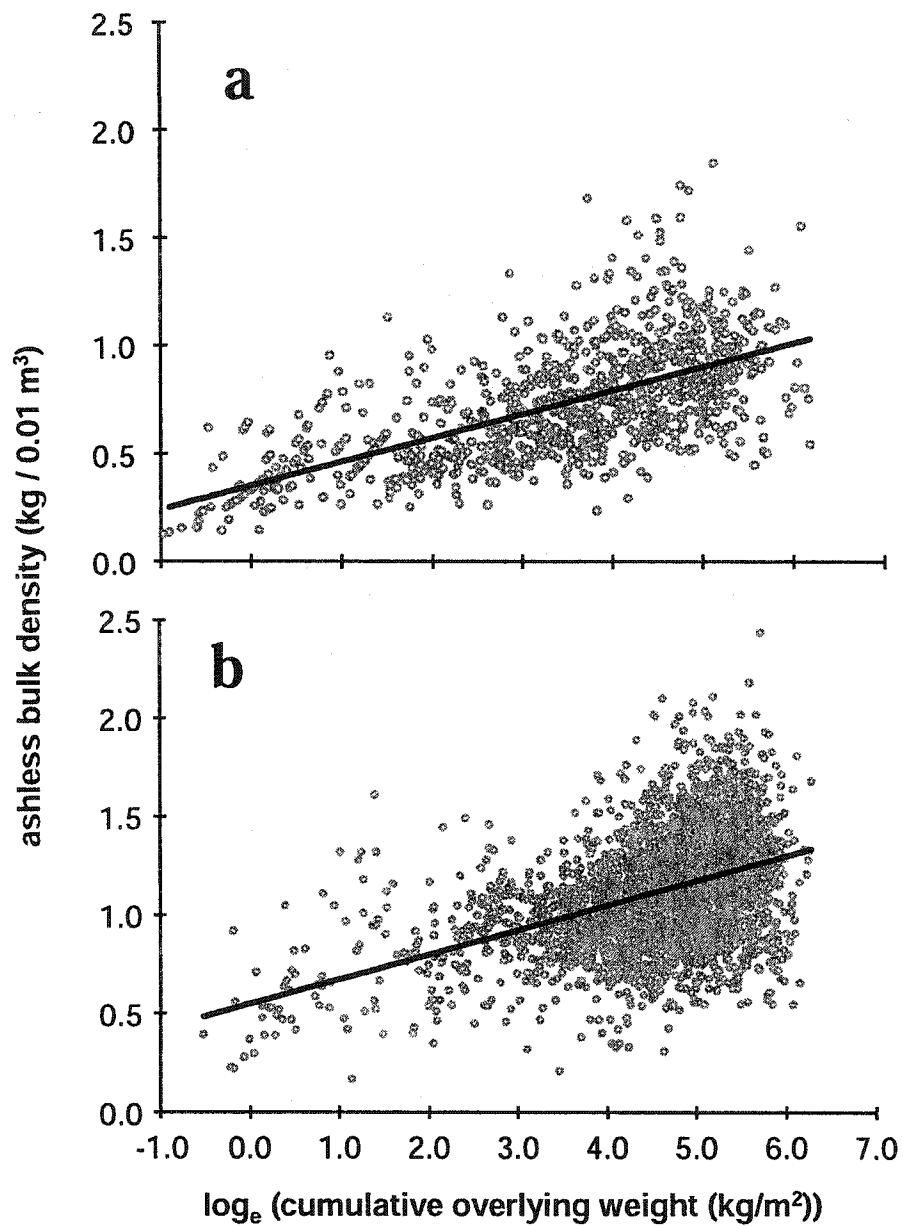 2.5
a
2.0
1.5
1.0
0.5
0.0
ashless bulk density (kg / 0.01 m³)
2.5
b
2.0
1.5
1.0
0.5
0.0
-1.0 0.0 1.0 2.0 3.0 4.0 5.0 6.0 7.0
logₑ (cumulative overlying weight (kg/m²))